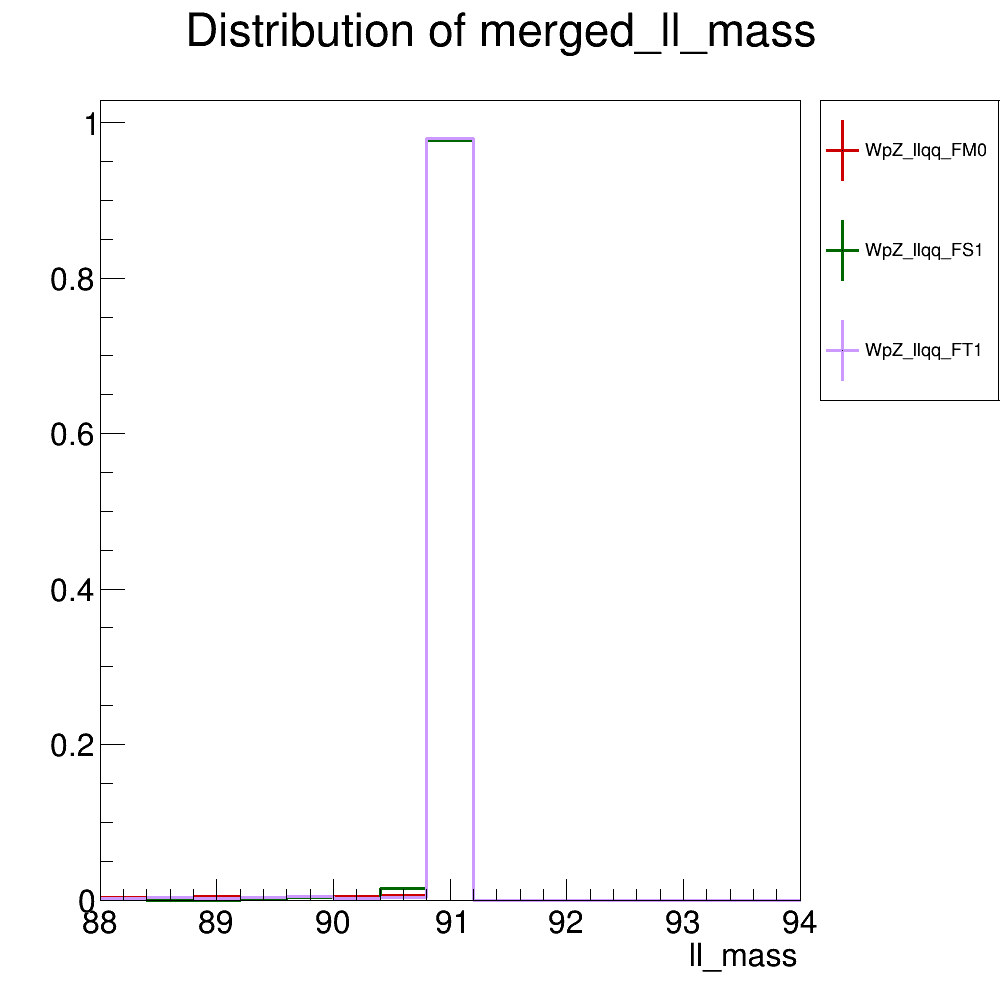 Distribution of merged_ll_mass
1
0.8
0.6
0.4
0.2
0
88 89 90 91 92 93 94
ll_mass
WpZ_llqq_FM0
WpZ_llqq_FS1
WpZ_llqq_FT1